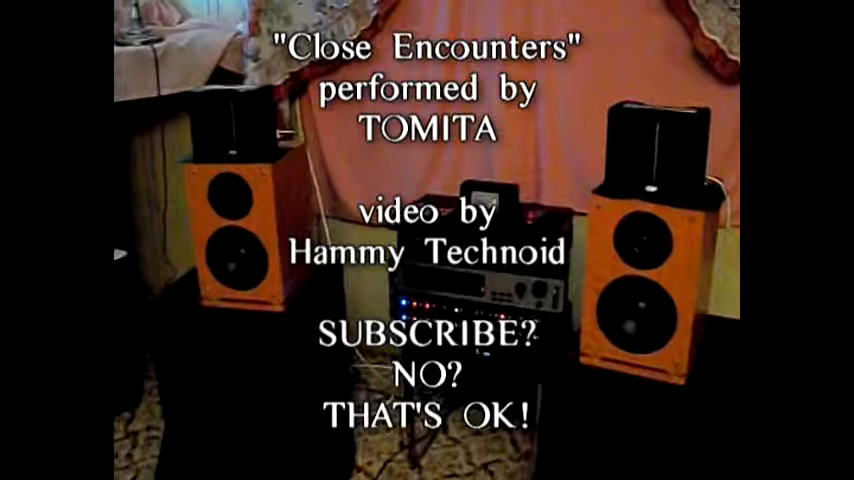 "Close Encounters"
performed by
TOMITA
video by
Hammy Technoid
SUBSCRIBE?
NO?
THAT'S OK!